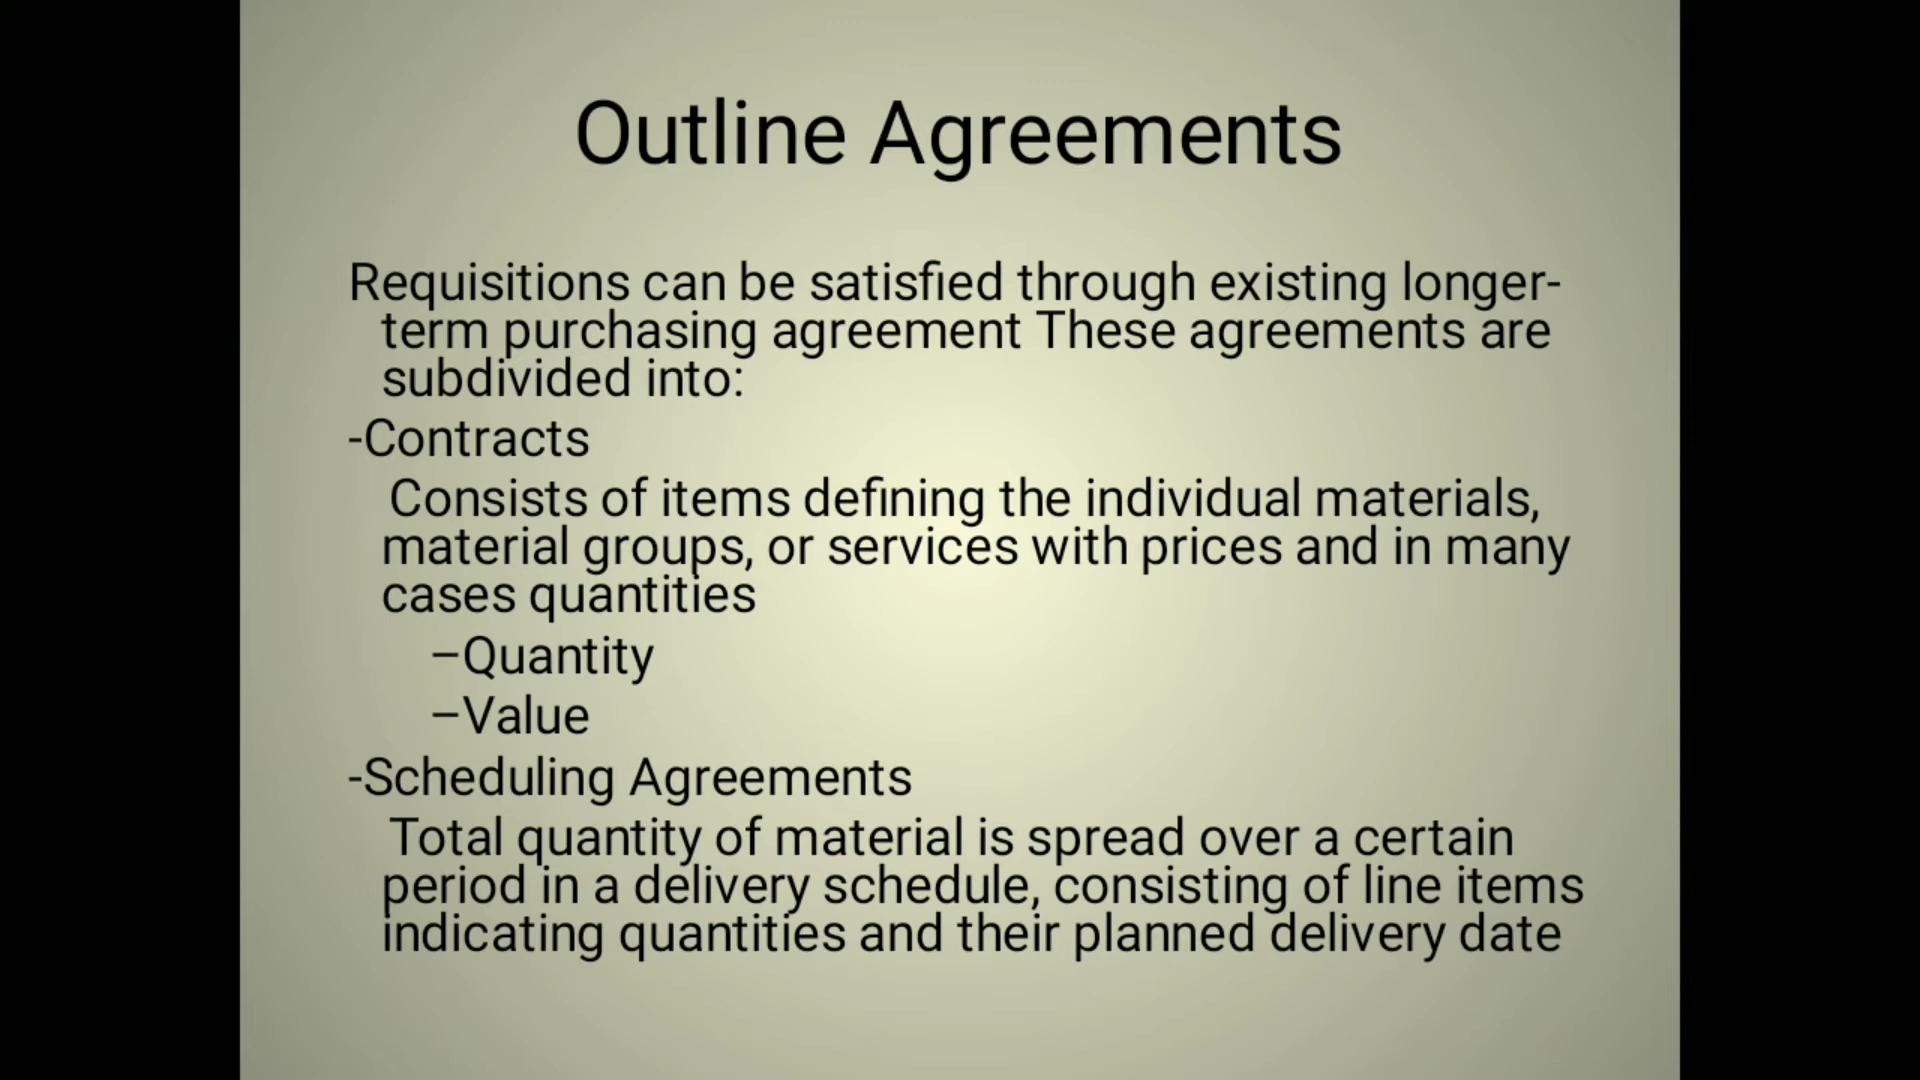 Outline Agreements
Requisitions can be satisfied through existing longer-
term purchasing agreement These agreements are
subdivided into:
-Contracts
Consists of items defining the individual materials,
material groups, or services with prices and in many
cases quantities
–Quantity
–Value
-Scheduling Agreements
Total quantity of material is spread over a certain
period in a delivery schedule, consisting of line items
indicating quantities and their planned delivery date